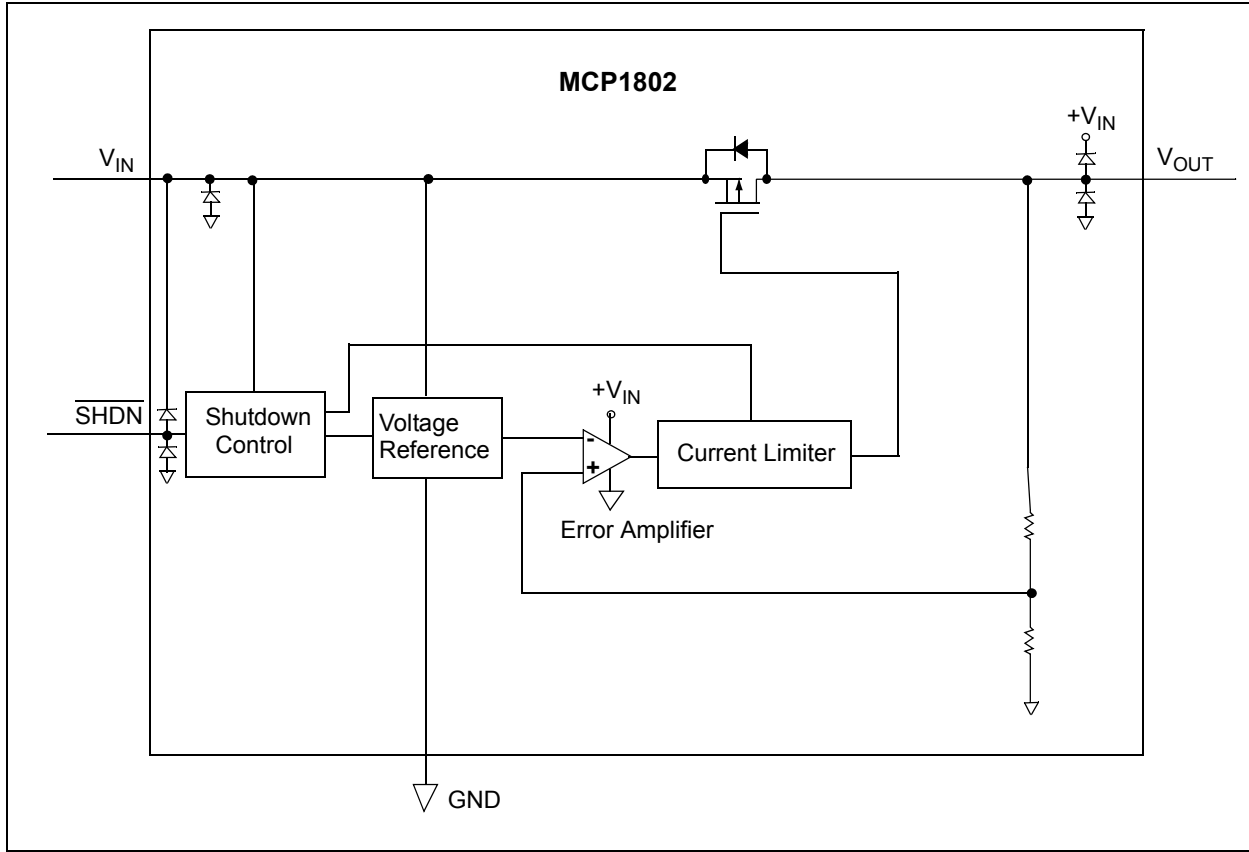 MCP1802
+VIN
VIN
VOUT
SHDN
Shutdown
Control
Voltage
Reference
+VIN
-
+
Current Limiter
Error Amplifier
GND